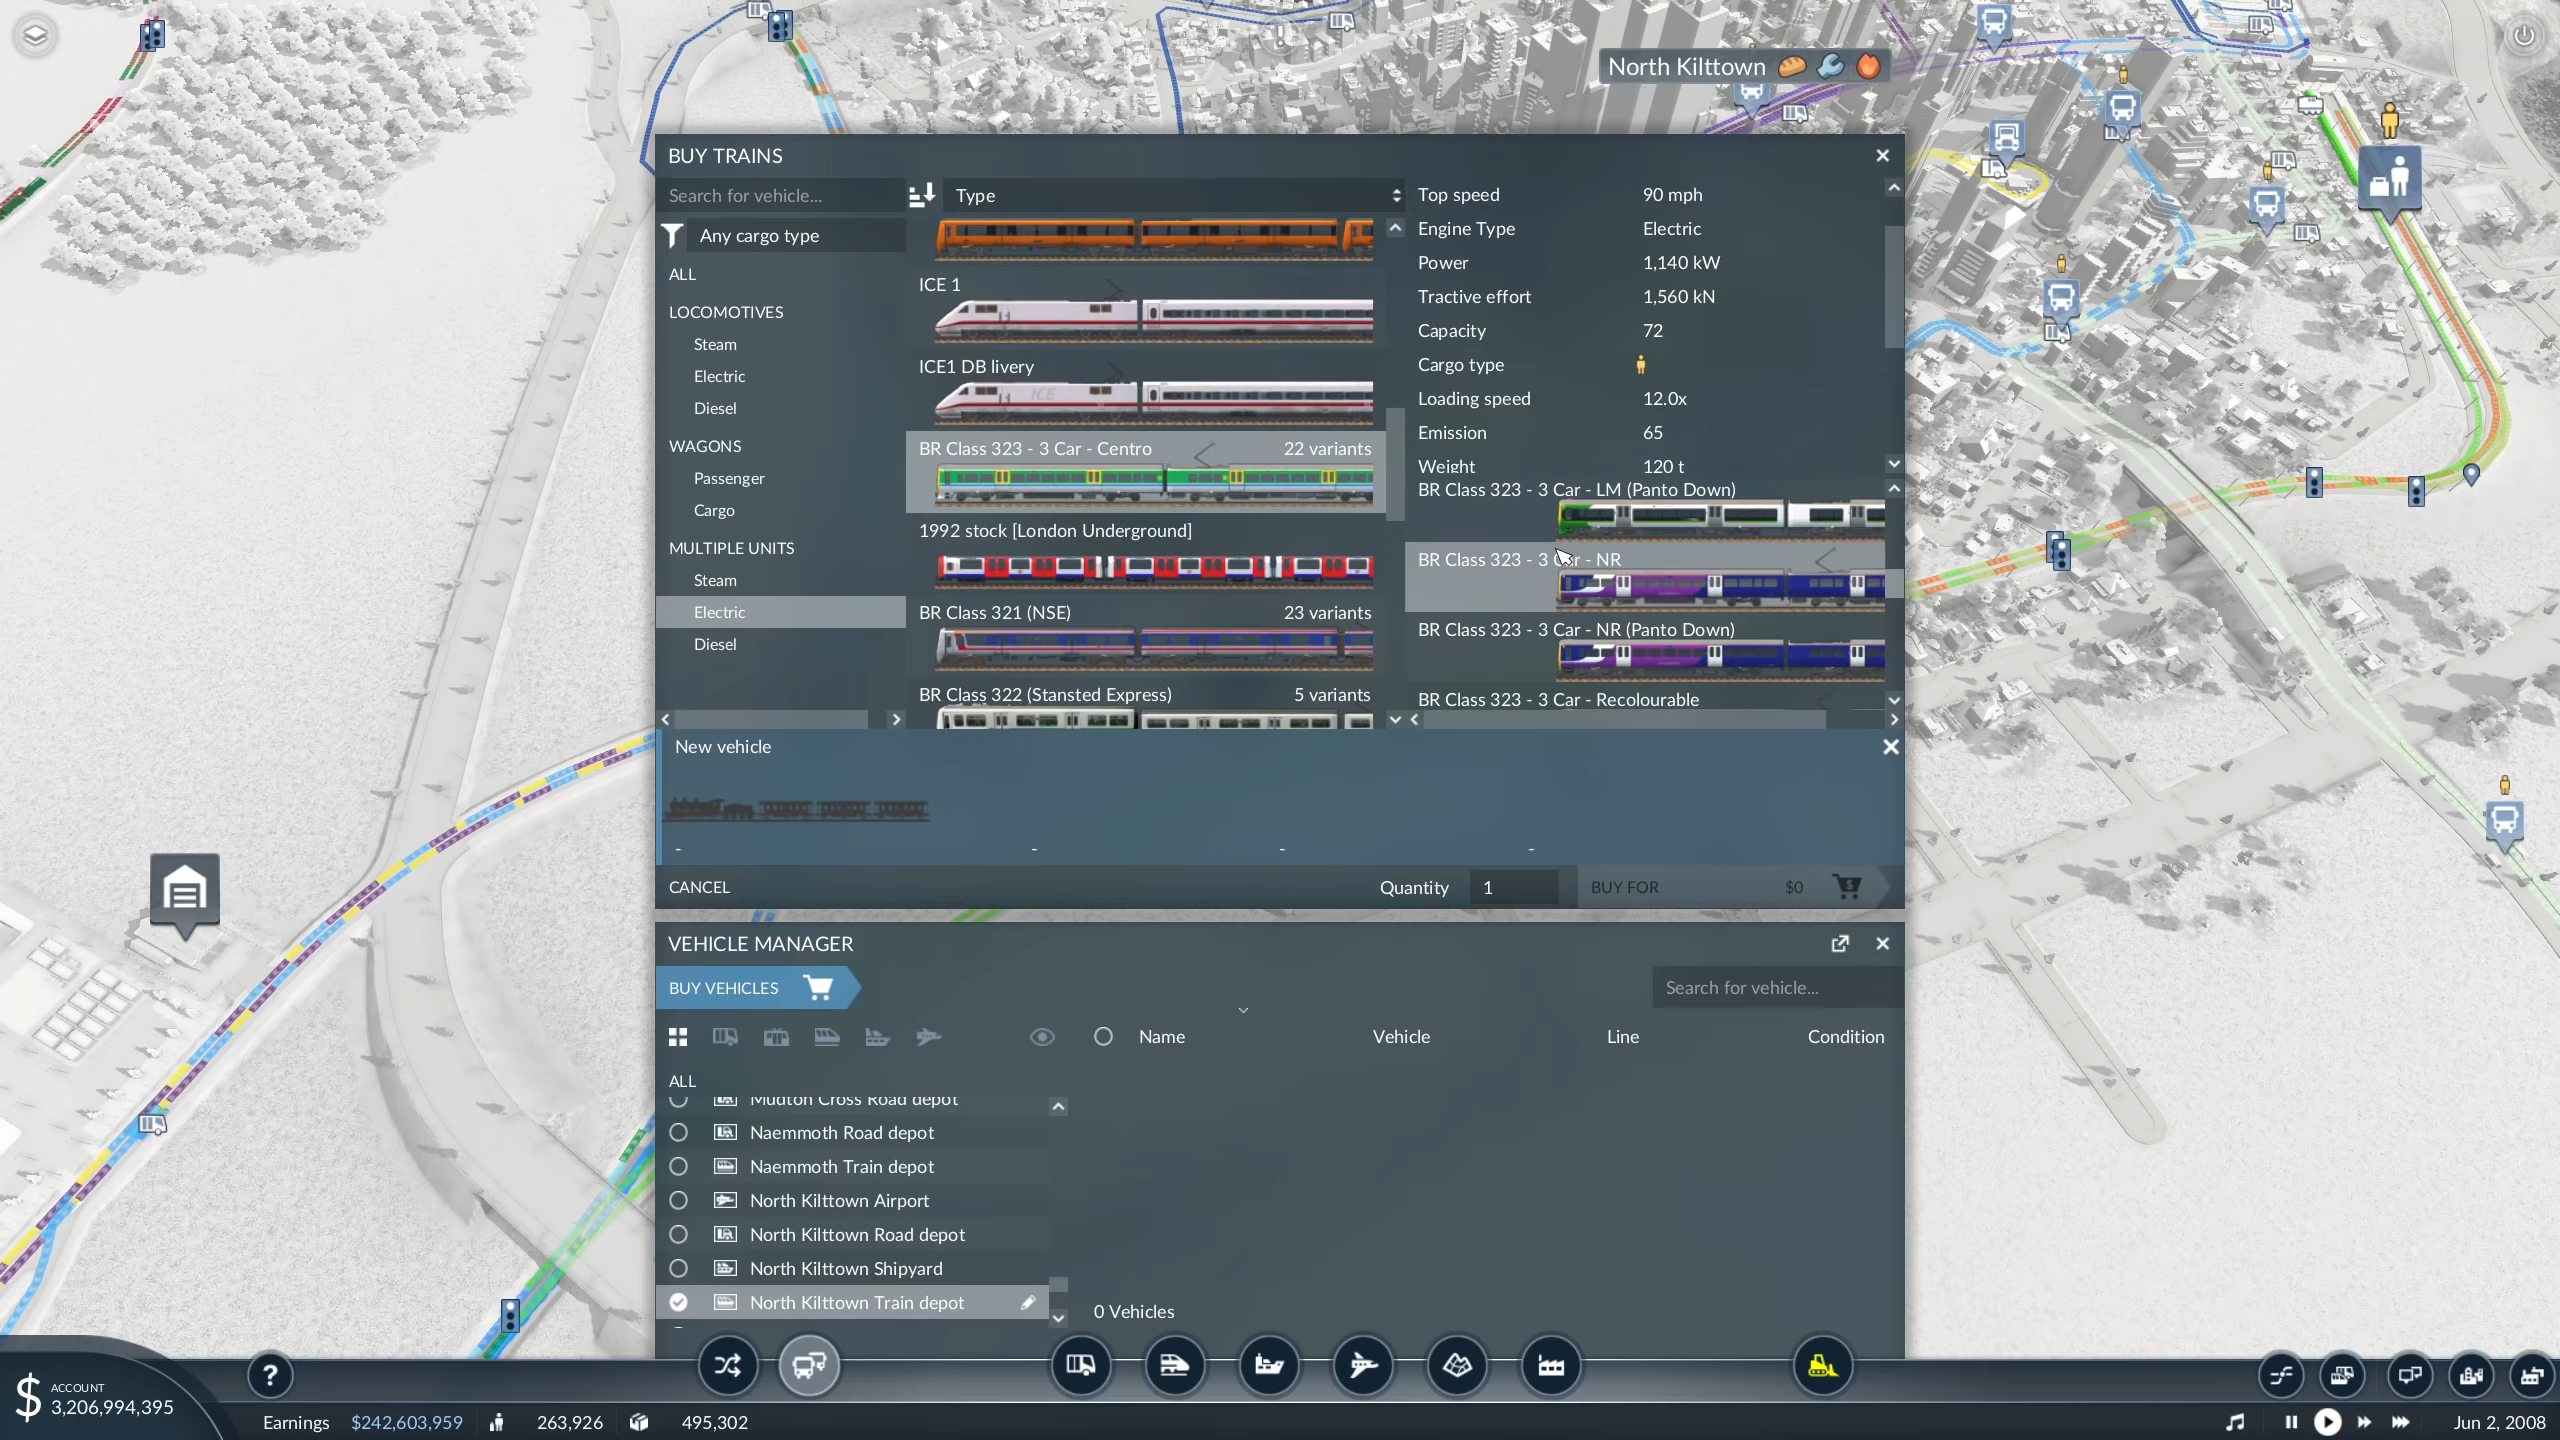 North Kilttown
BUY TRAINS
Search for vehicle...
Type
Any cargo type
ALL
LOCOMOTIVES
Steam
Electric
Diesel
WAGONS
Passenger
Cargo
MULTIPLE UNITS
Steam
Electric
Diesel
ICE 1
ICE1 DB livery
BR Class 323 - 3 Car - Centro 22 variants
1992 stock [London Underground]
BR Class 321 (NSE) 23 variants
BR Class 322 (Stansted Express) 5 variants
Top speed 90 mph
Engine Type Electric
Power 1,140 kW
Tractive effort 1,560 kN
Capacity 72
Cargo type
Loading speed 12.0x
Emission 65
Weight 120 t
BR Class 323 - 3 Car - LM (Panto Down)
BR Class 323 - 3 Car - NR
BR Class 323 - 3 Car - NR (Panto Down)
BR Class 323 - 3 Car - Recolourable
New vehicle
- - - -
CANCEL
Quantity 1
BUY FOR $0
VEHICLE MANAGER
BUY VEHICLES
Search for vehicle...
Name Vehicle Line Condition
ALL
Mudton Cross Road depot
Naemmoth Road depot
Naemmoth Train depot
North Kilttown Airport
North Kilttown Road depot
North Kilttown Shipyard
North Kilttown Train depot
0 Vehicles
?
$ ACCOUNT
3,206,994,395
Earnings $242,603,959 263,926 495,302
Jun 2, 2008